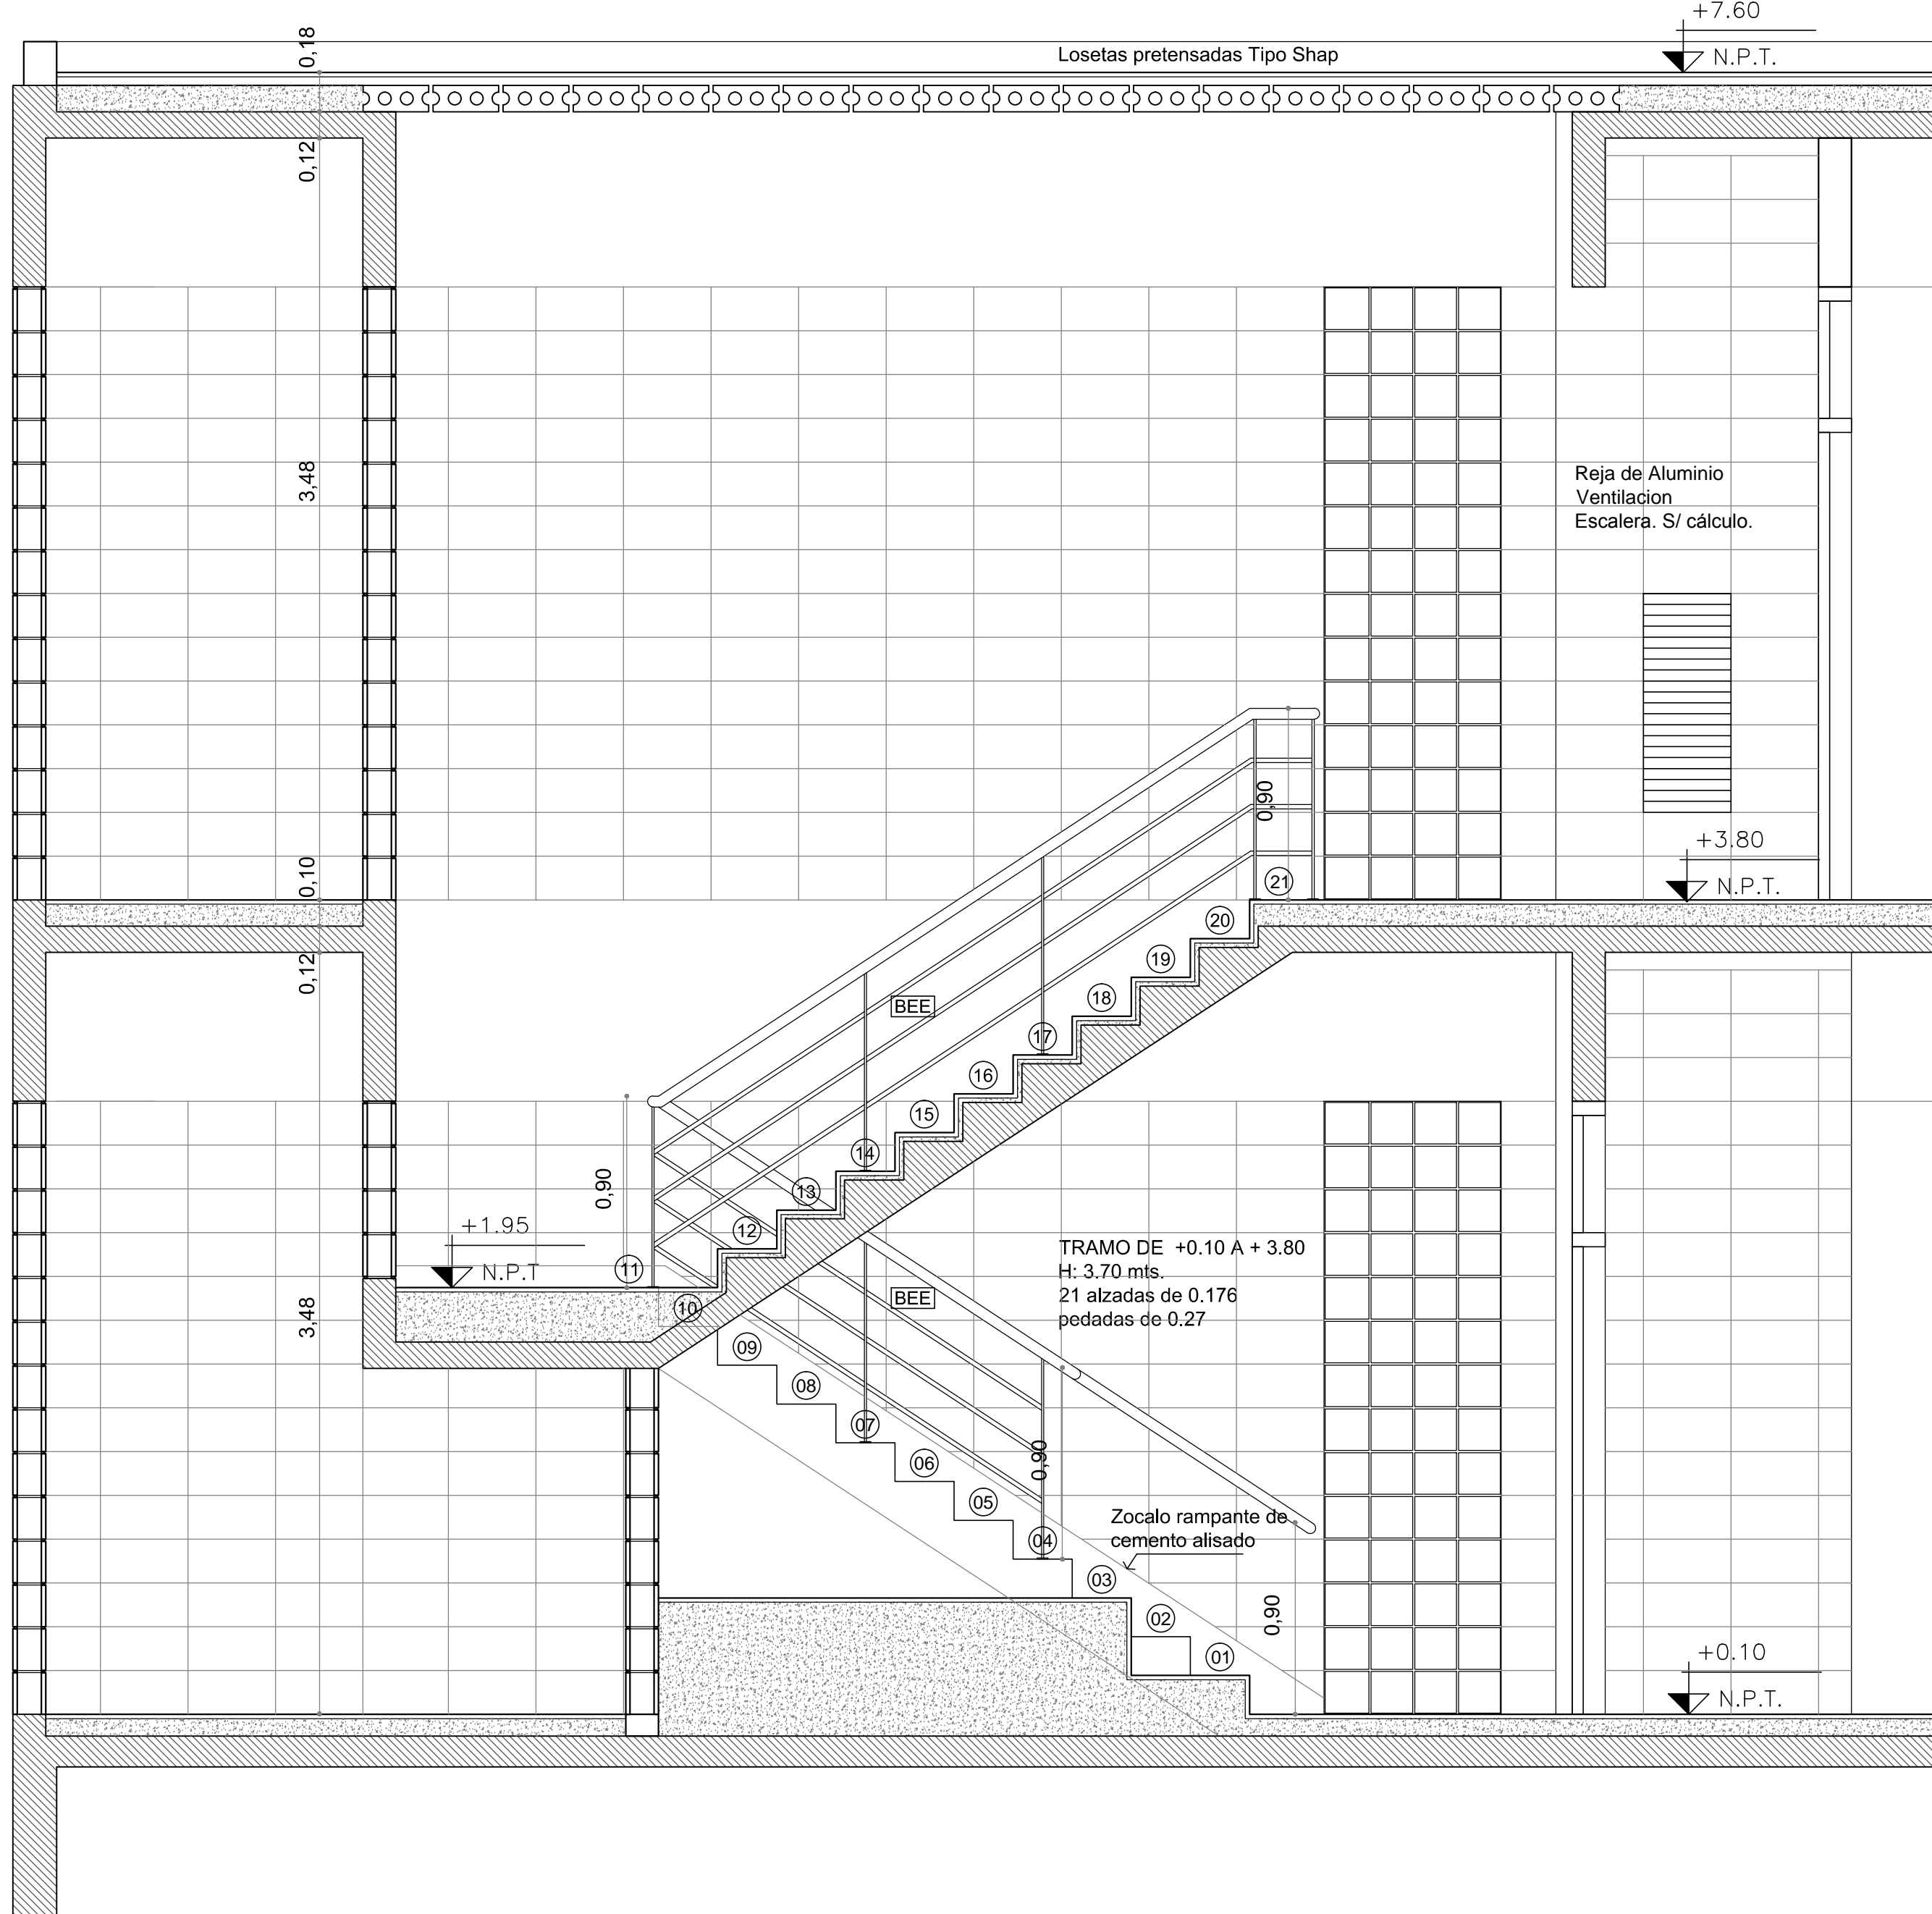 +7.60
Losetas pretensadas Tipo Shap
N.P.T.
0,18
0,12
3,48
Reja de Aluminio
Ventilacion
Escalera. S/ cálculo.
0,90
+3.80
N.P.T.
0,10
21
20
0,12
19
18
BEE
17
16
15
14
13
0,90
12
+1.95
N.P.T
11
TRAMO DE +0.10 A + 3.80
H: 3.70 mts.
21 alzadas de 0.176
pedadas de 0.27
BEE
10
3,48
09
08
07
06
0,90
05
Zocalo rampante de
cemento alisado
04
03
0,90
02
01
+0.10
N.P.T.